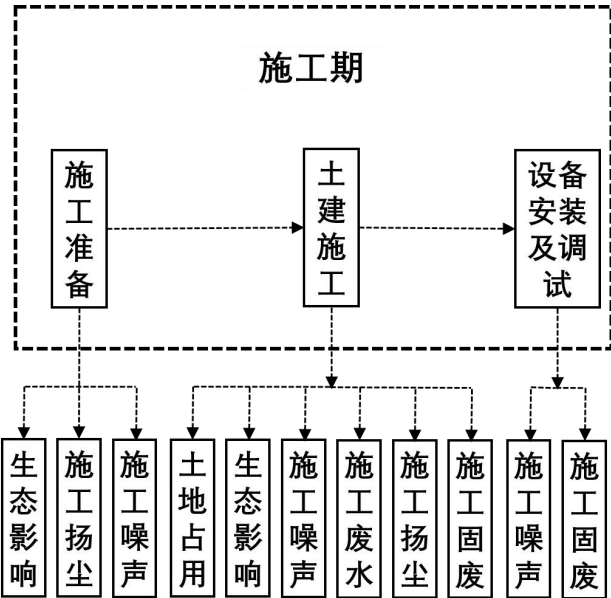 施工期
施工准备
土建施工
设备
安装
及调
试
生态影响
施工扬尘
施工噪声
土地占用
生态影响
施工噪声
施工废水
施工扬尘
施工固废
施工噪声
施工固废